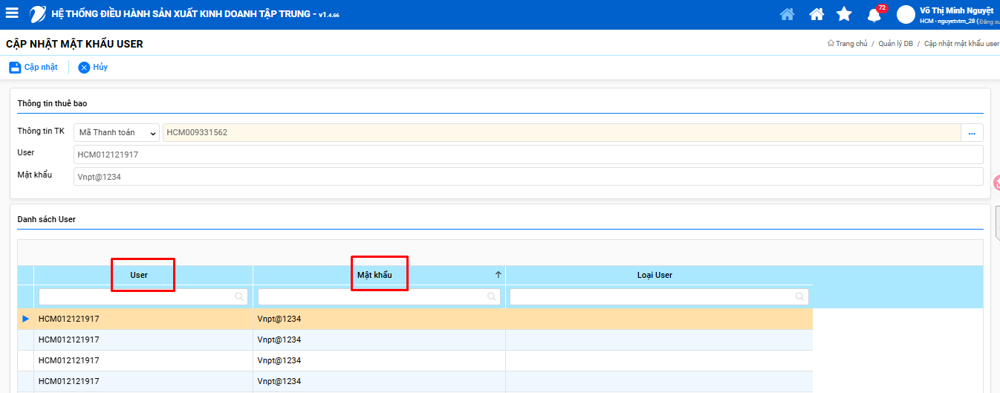 HỆ THỐNG ĐIỀU HÀNH SẢN XUẤT KINH DOANH TẬP TRUNG - v1.4.66
72
Võ Thị Minh Nguyệt
HCM - nguyetvtm_28 (Đăng xu
CẬP NHẬT MẬT KHẨU USER
Trang chủ / Quản lý DB / Cập nhật mật khẩu user
Cập nhật
Hủy
Thông tin thuê bao
Thông tin TK Mã Thanh toán HCM009331562 ...
User HCM012121917
Mật khẩu Vnpt@1234
Danh sách User
User Mật khẩu Loại User
HCM012121917 Vnpt@1234
HCM012121917 Vnpt@1234
HCM012121917 Vnpt@1234
HCM012121917 Vnpt@1234